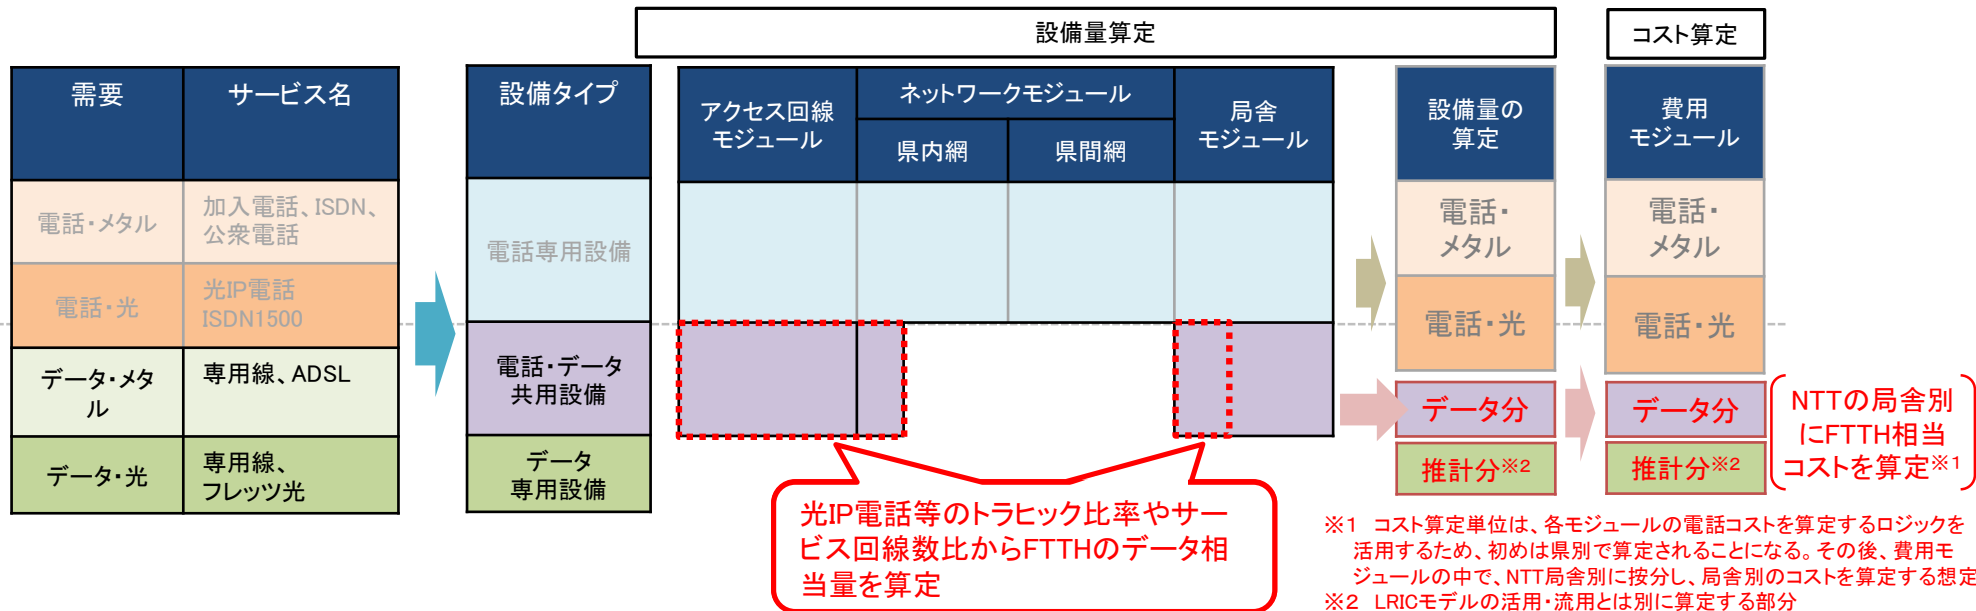 設備量算定
コスト算定
需要
サービス名
電話・メタル
加入電話、ISDN、
公衆電話
電話・光
光IP電話
ISDN1500
データ・メタ
ル
専用線、ADSL
データ・光
専用線、
フレッツ光
設備タイプ
電話専用設備
電話・データ
共用設備
データ
専用設備
アクセス回線
モジュール
ネットワークモジュール
県内網
県間網
局舎
モジュール
設備量の
算定
電話・
メタル
電話・光
データ分
推計分※2
費用
モジュール
電話・
メタル
電話・光
データ分
推計分※2
NTTの局舎別
にFTTH相当
コストを算定※1
光IP電話等のトラヒック比率やサー
ビス回線数比からFTTHのデータ相
当量を算定
※1 コスト算定単位は、各モジュールの電話コストを算定するロジックを
活用するため、初めは県別で算定されることになる。その後、費用モ
ジュールの中で、NTT局舎別に按分し、局舎別のコストを算定する想定
※2 LRICモデルの活用・流用とは別に算定する部分